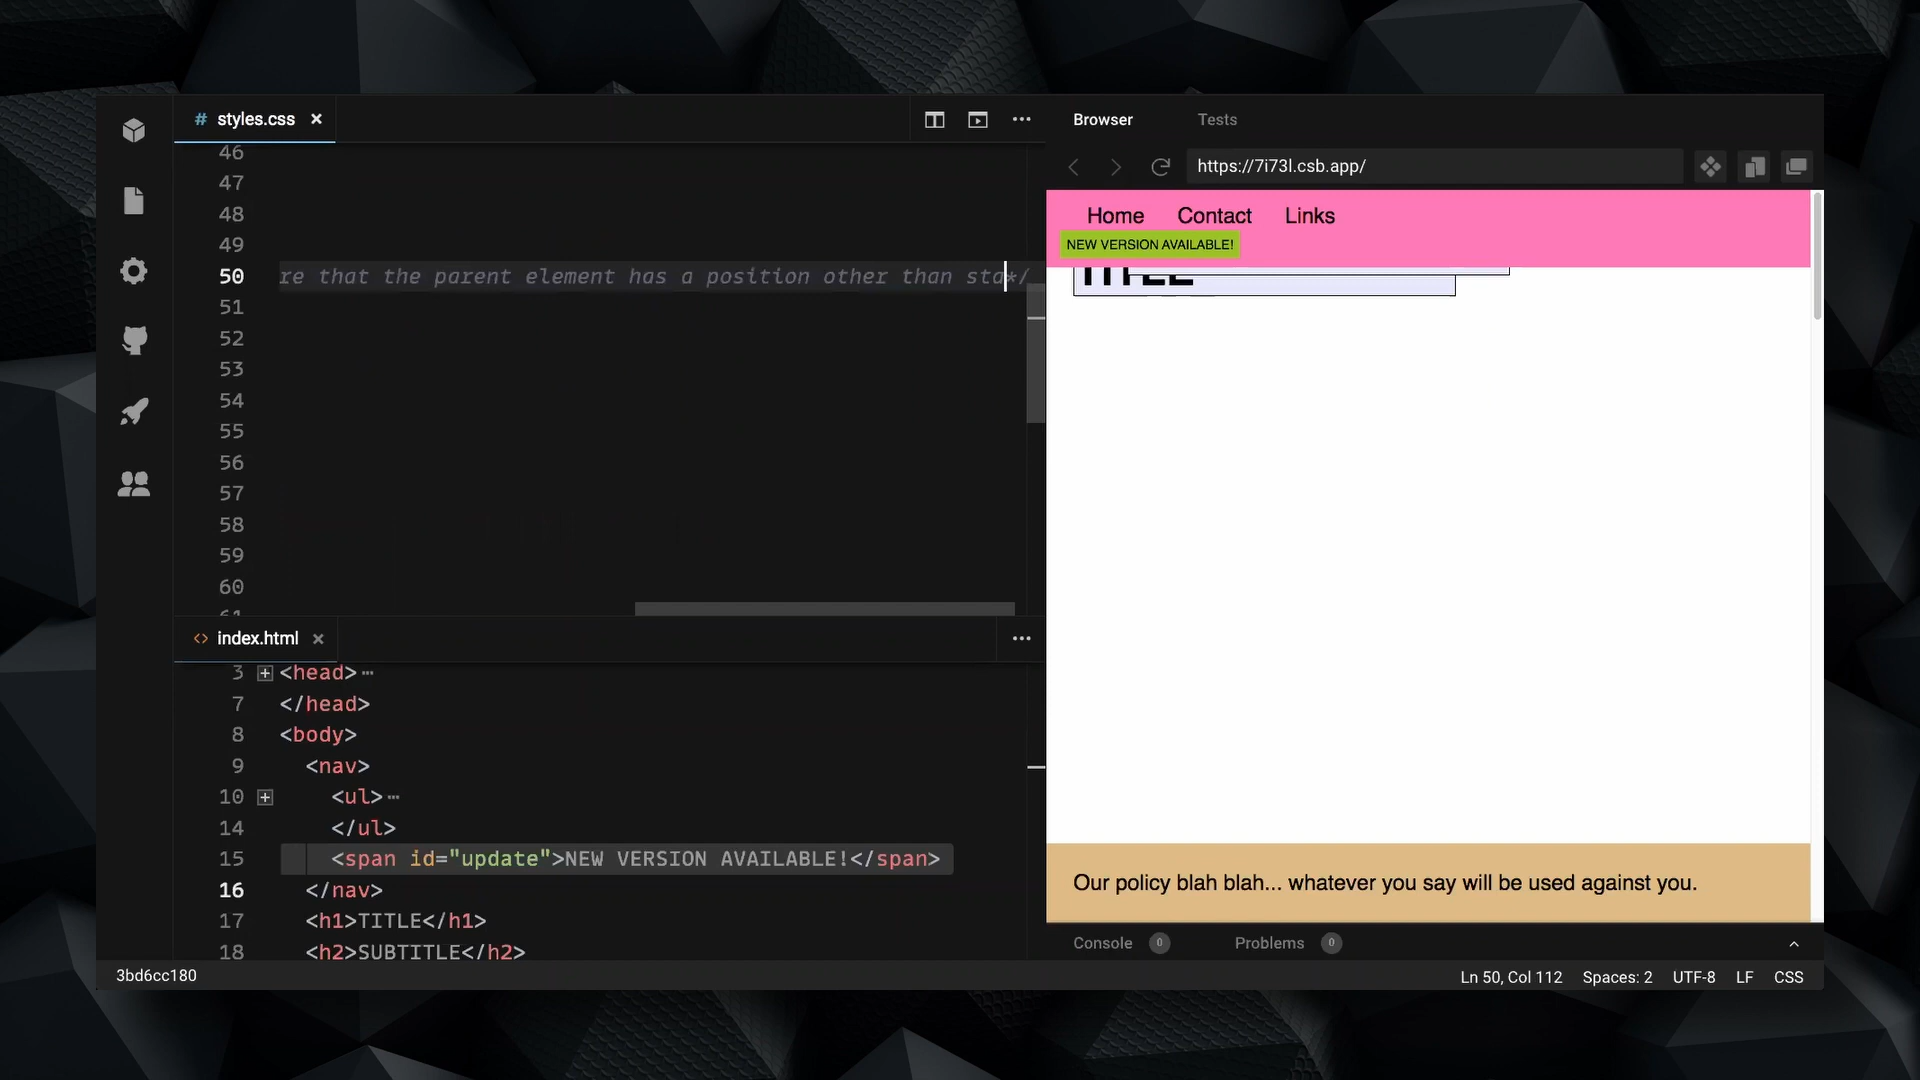 # styles.css ×
46
47
48
49
50 re that the parent element has a position other than sta*/
51
52
53
54
55
56
57
58
59
60
61
<> index.html ×
3 <head>
7 </head>
8 <body>
9 <nav>
10 <ul>
14 </ul>
15 <span id="update">NEW VERSION AVAILABLE!</span>
16 </nav>
17 <h1>TITLE</h1>
18 <h2>SUBTITLE</h2>
Browser Tests
https://7i73l.csb.app/
Home Contact Links
NEW VERSION AVAILABLE!
TITLE
Our policy blah blah... whatever you say will be used against you.
Console 0 Problems 0
3bd6cc180
Ln 50, Col 112 Spaces: 2 UTF-8 LF CSS